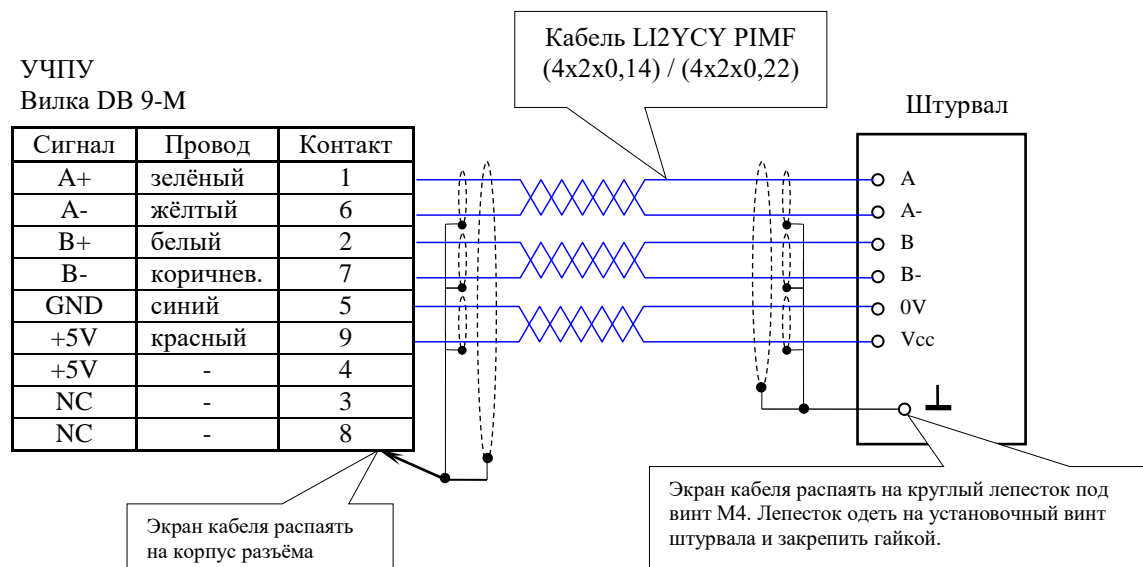 Кабель LI2YCY PIMF
(4x2x0,14) / (4x2x0,22)
УЧПУ
Вилка DB 9-M
Штурвал
Сигнал Провод Контакт
A+ зелёный 1
A- жёлтый 6
B+ белый 2
B- коричнев. 7
GND синий 5
+5V красный 9
+5V - 4
NC - 3
NC - 8
A
A-
B
B-
0V
Vcc
Экран кабеля распаять
на корпус разъёма
Экран кабеля распаять на круглый лепесток под
винт М4. Лепесток одеть на установочный винт
штурвала и закрепить гайкой.